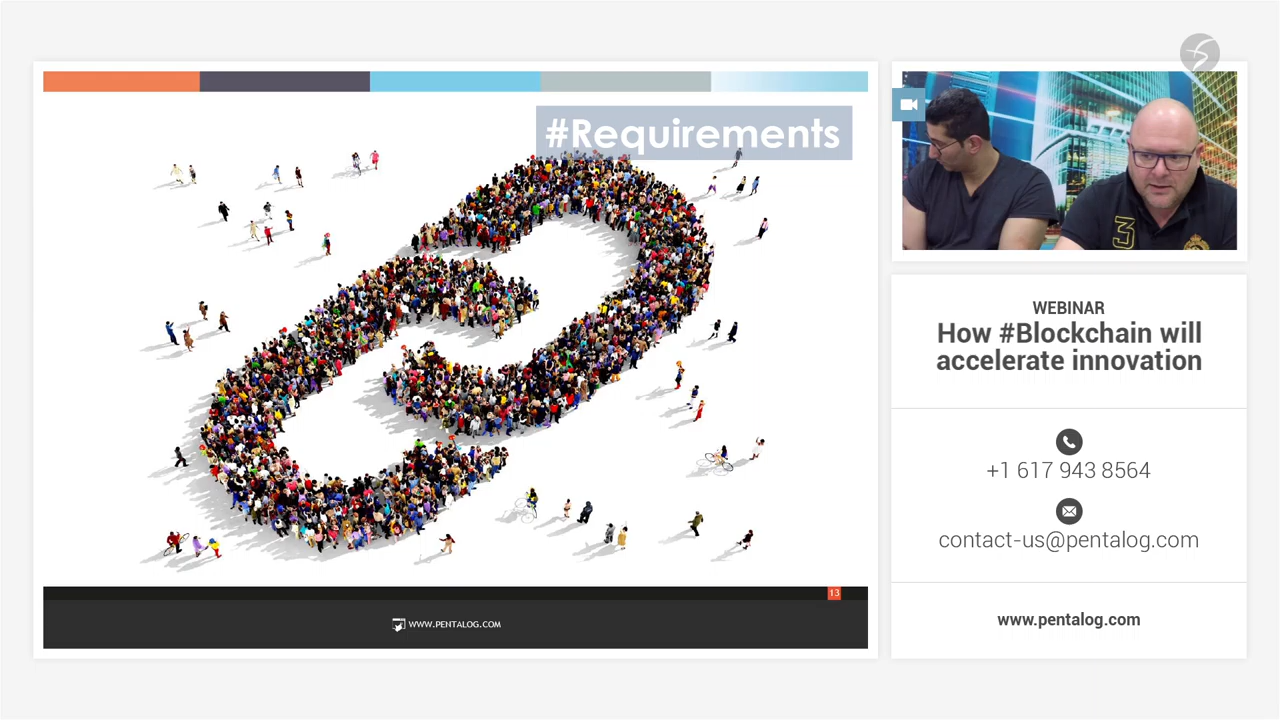 #Requirements
13
WWW.PENTALOG.COM
3
WEBINAR
How #Blockchain will
accelerate innovation
+1 617 943 8564
contact-us@pentalog.com
www.pentalog.com